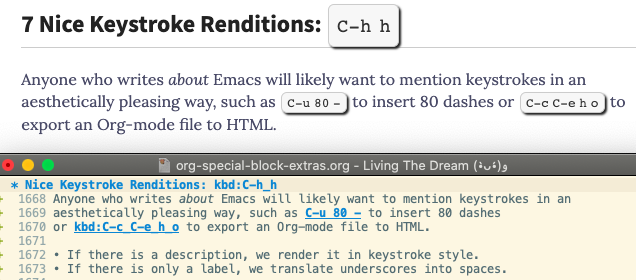 7 Nice Keystroke Renditions: C-h h
Anyone who writes about Emacs will likely want to mention keystrokes in an
aesthetically pleasing way, such as C-u 80 - to insert 80 dashes or C-c C-e h o to
export an Org-mode file to HTML.
org-special-block-extras.org - Living The Dream (•̀ᴗ•́)و
* Nice Keystroke Renditions: kbd:C-h_h
1668 Anyone who writes about Emacs will likely want to mention keystrokes in an
1669 aesthetically pleasing way, such as C-u 80 - to insert 80 dashes
1670 or kbd:C-c_C-e_h_o to export an Org-mode file to HTML.
1671
1672 • If there is a description, we render it in keystroke style.
1673 • If there is only a label, we translate underscores into spaces.